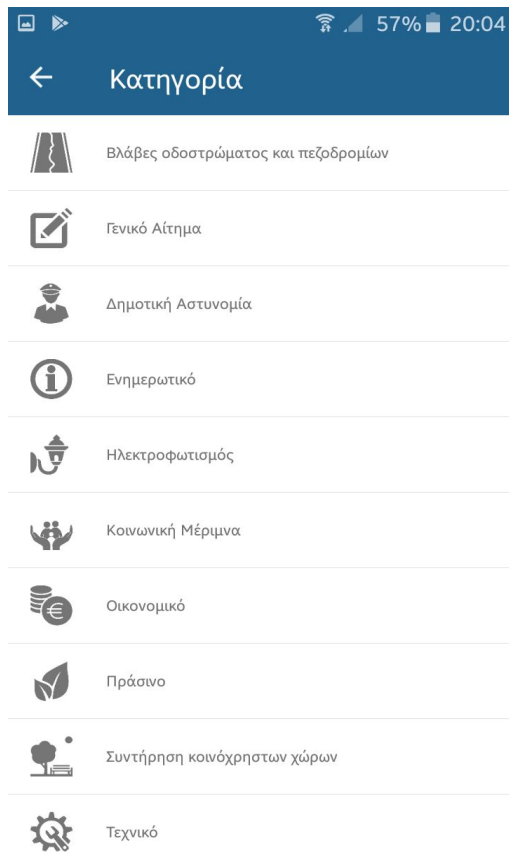 57% 20:04
Κατηγορία
Βλάβες οδοστρώματος και πεζοδρομίων
Γενικό Αίτημα
Δημοτική Αστυνομία
Ενημερωτικό
Ηλεκτροφωτισμός
Κοινωνική Μέριμνα
Οικονομικό
Πράσινο
Συντήρηση κοινόχρηστων χώρων
Τεχνικό